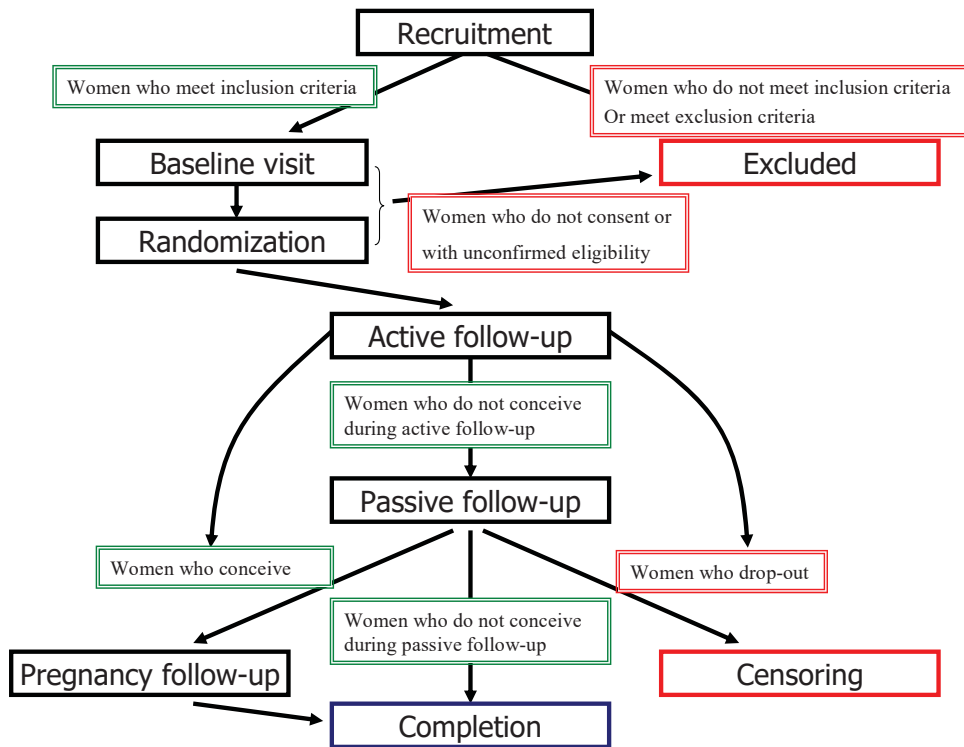 Recruitment
Women who meet inclusion criteria
Women who do not meet inclusion criteria
Or meet exclusion criteria
Baseline visit
Excluded
Women who do not consent or
with unconfirmed eligibility
Randomization
Active follow-up
Women who do not conceive
during active follow-up
Passive follow-up
Women who conceive
Women who drop-out
Women who do not conceive
during passive follow-up
Pregnancy follow-up
Censoring
Completion